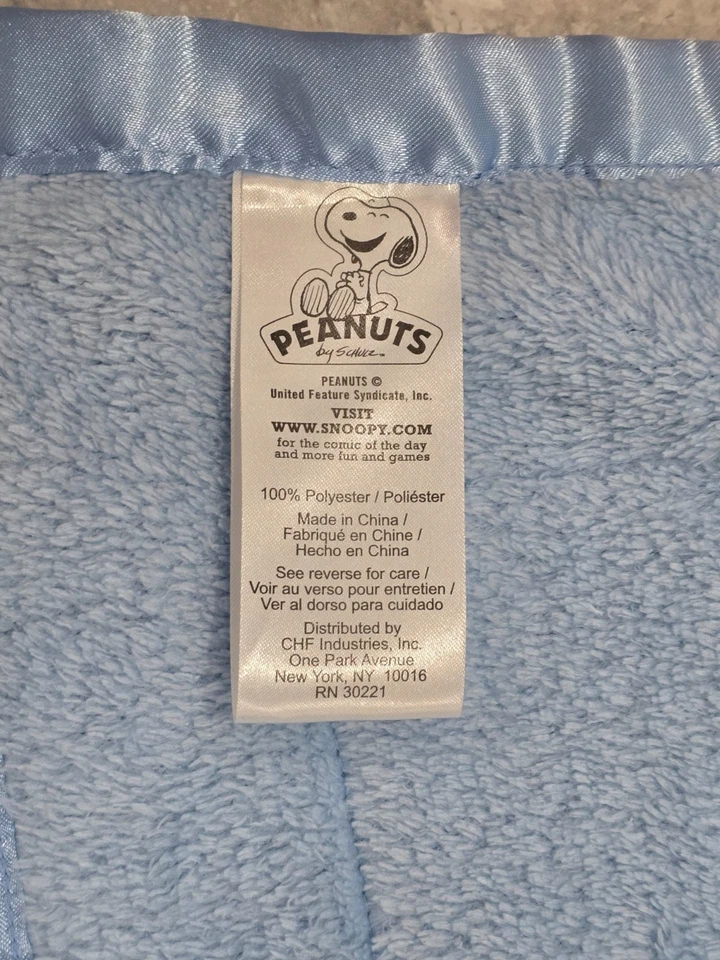 PEANUTS
by SCHULZ
PEANUTS ©
United Feature Syndicate, Inc.
VISIT
WWW.SNOOPY.COM
for the comic of the day
and more fun and games
100% Polyester / Poliéster
Made in China /
Fabriqué en Chine /
Hecho en China
See reverse for care /
Voir au verso pour entretien /
Ver al dorso para cuidado
Distributed by
CHF Industries, Inc.
One Park Avenue
New York, NY 10016
RN 30221